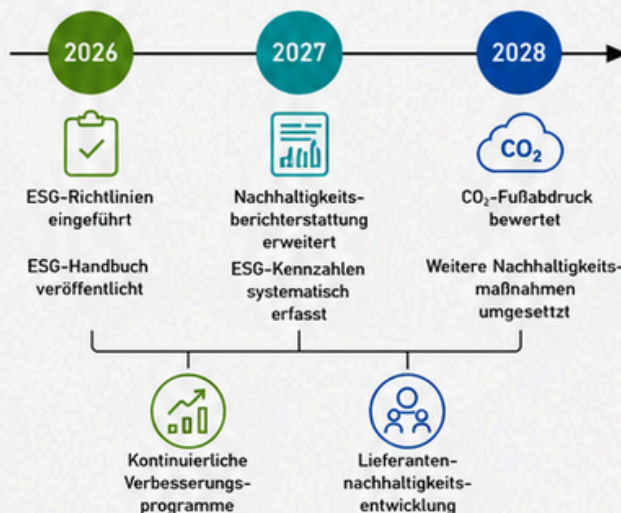 2026
2027
2028
CO₂
ESG-Richtlinien
eingeführt
ESG-Handbuch
veröffentlicht
Nachhaltigkeits-
berichterstattung
erweitert
ESG-Kennzahlen
systematisch
erfasst
CO₂-Fußabdruck
bewertet
Weitere Nachhaltigkeits-
maßnahmen
umgesettzt
Kontinuierliche
Verbesserungs-
programme
Lieferanten-
nachhaltigkeits-
entwicklung